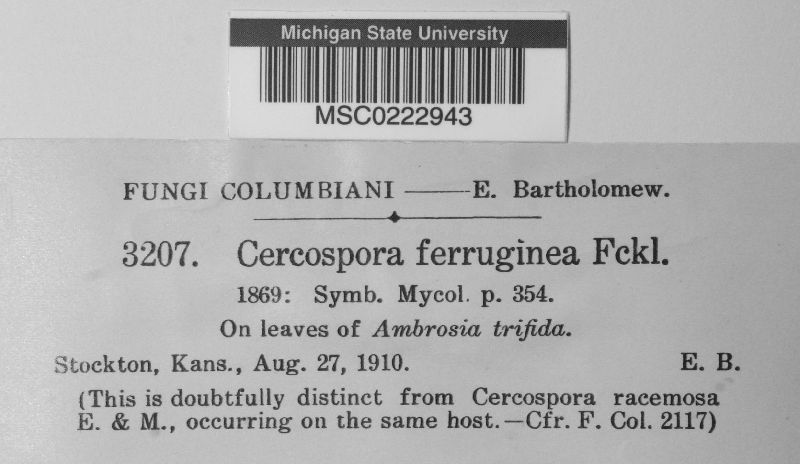 Michigan State University
MSC0222943
FUNGI COLUMBIANI ——E. Bartholomew.
3207. Cercospora ferruginea Fckl.
1869: Symb. Mycol. p. 354.
On leaves of Ambrosia trifida.
Stockton, Kans., Aug. 27, 1910. E. B.
(This is doubtfully distinct from Cercospora racemosa
E. & M., occurring on the same host.—Cfr. F. Col. 2117)